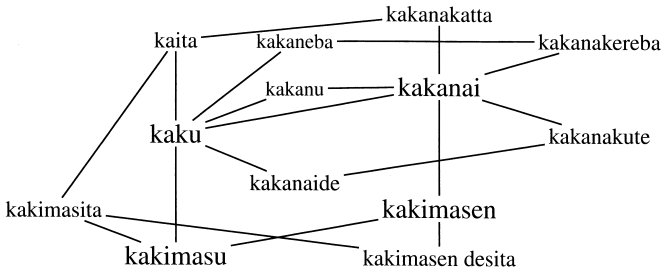 kakanakatta
kaita
kakaneba
kakanakereba
kakanu
kakanai
kaku
kakanakute
kakanaide
kakimasita
kakimasen
kakimasu
kakimasen desita